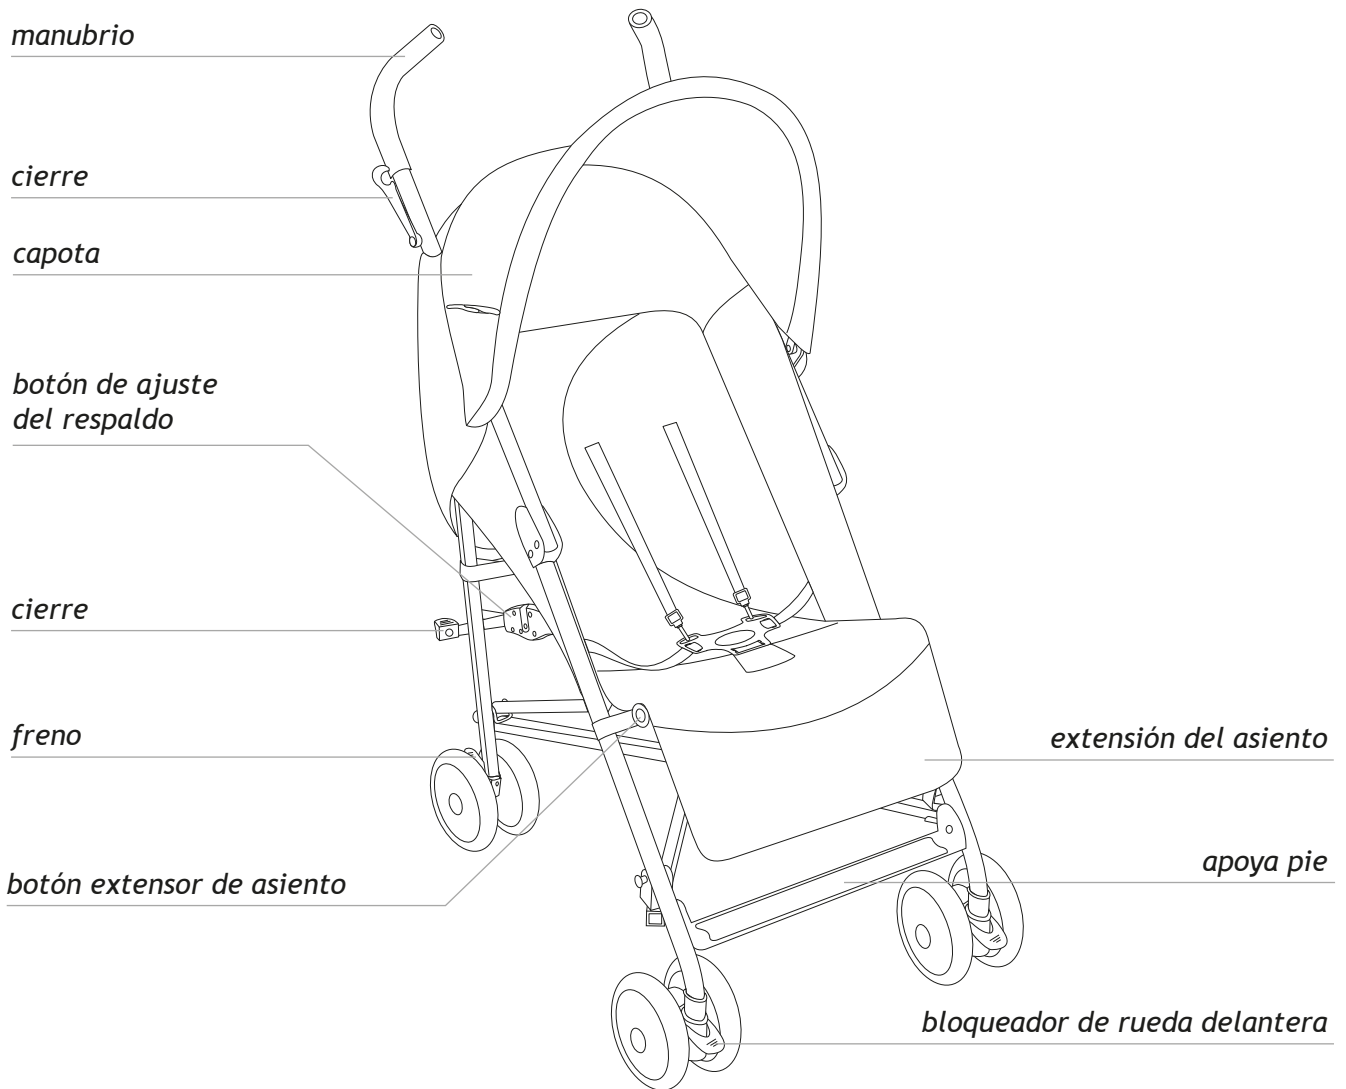 manubrio
cierre
capota
botón de ajuste
del respaldo
cierre
freno
botón extensor de asiento
extensión del asiento
apoya pie
bloqueador de rueda delantera